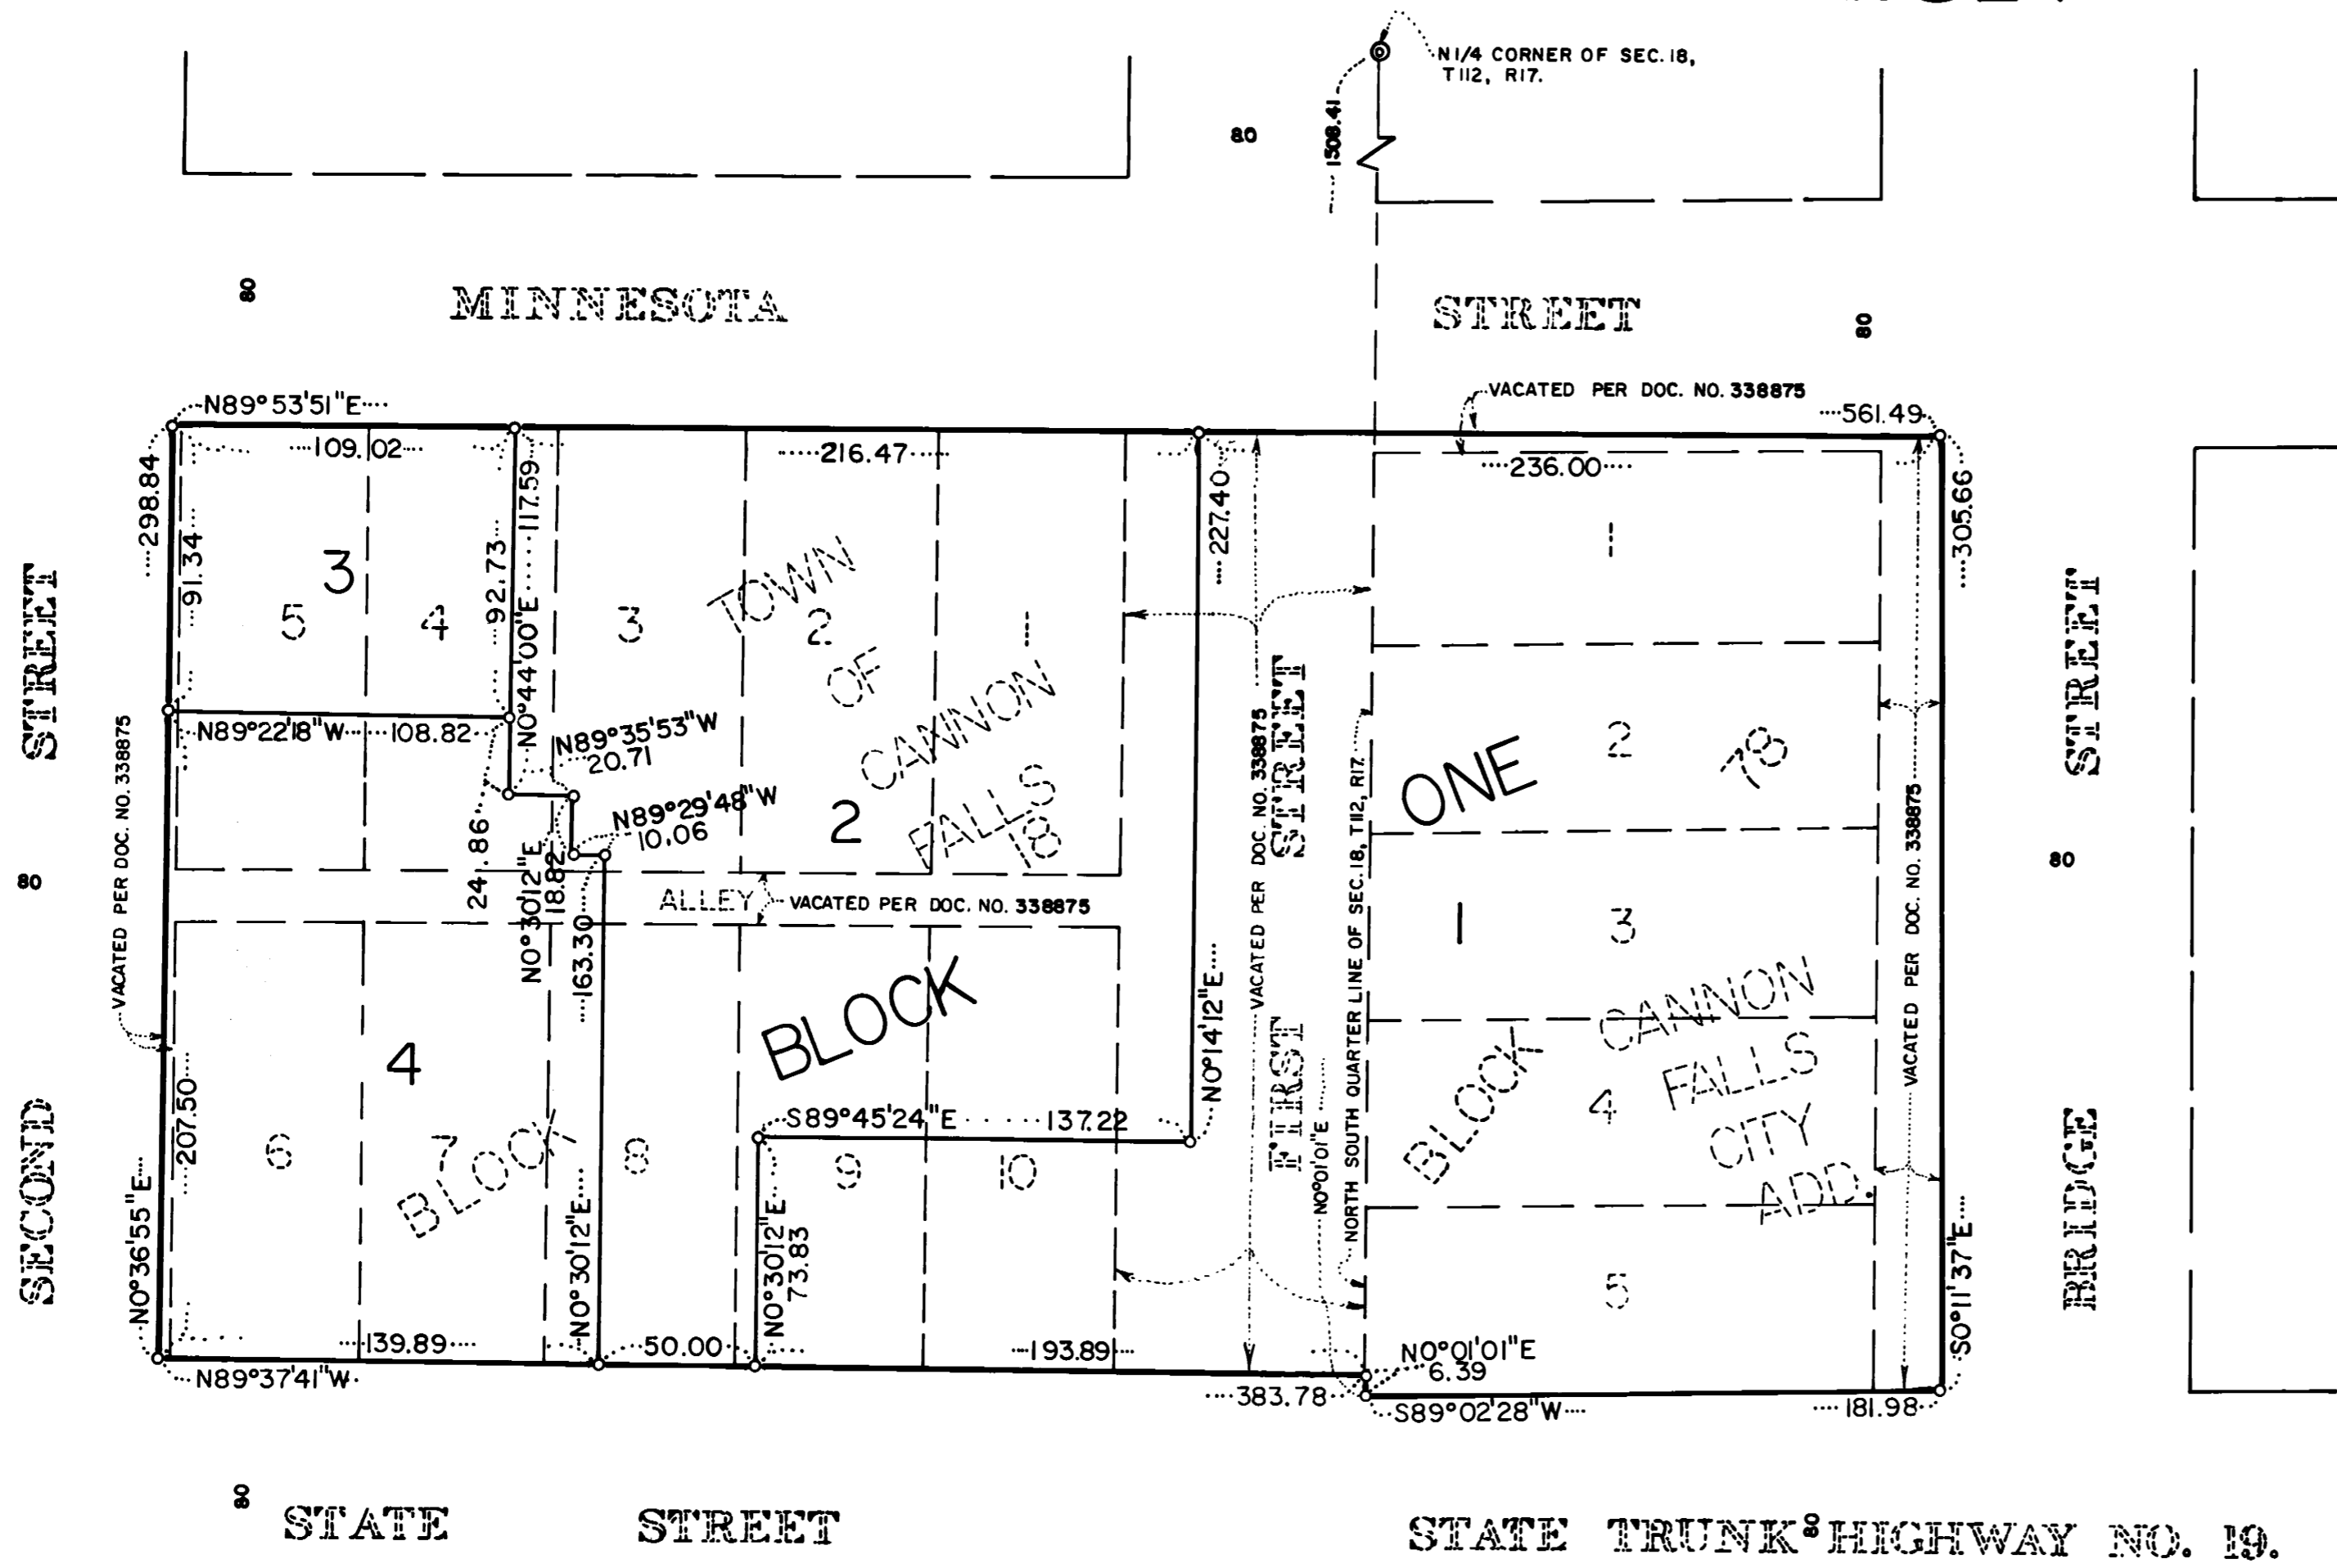 N1/4 CORNER OF SEC. 18,
T112, R17.
1508.41
80
80
MINNESOTA
STREET
80
VACATED PER DOC. NO. 338875
N89°53'51"E
561.49
109.02
216.47
236.00
298.84
91.34
92.73
117.59
N0°44'00"E
227.40
305.66
3
5
4
3
2
1
1
TOWN
OF
CANNON
FALLS
18
STREET
STREET
STREET
N89°22'18"W
108.82
N89°35'53"W
20.71
N89°29'48"W
10.06
2
24.86
N0°30'12"E
18.82
163.30
ALLEY
VACATED PER DOC. NO. 338875
VACATED PER DOC. NO. 338875
VACATED PER DOC. NO. 338875
NORTH SOUTH QUARTER LINE OF SEC. 18, T112, R17.
VACATED PER DOC. NO. 338875
ONE
2
78
80
80
1
3
BLOCK
N0°14'12"E
CANNON
FALLS
CITY
ADD.
BLOCK
4
4
207.50
S89°45'24"E
137.22
6
7
BLOCK
8
9
10
FIRST
N0°01'01"E
SECOND
BRIDGE
N0°36'55"E
N0°30'12"E
N0°30'12"E
73.83
5
S0°11'37"E
139.89
50.00
193.89
N0°01'01"E
6.39
N89°37'41"W
383.78
S89°02'28"W
181.98
80
STATE STREET
STATE TRUNK HIGHWAY NO. 19.
80